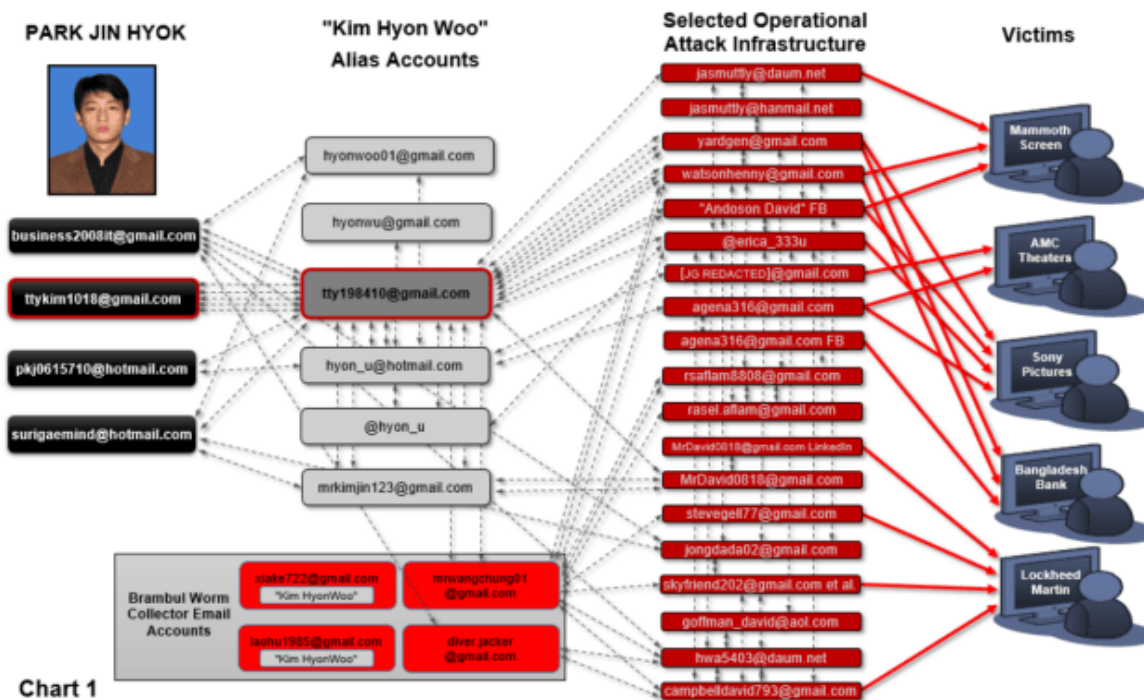 PARK JIN HYOK
"Kim Hyon Woo"
Alias Accounts
Selected Operational
Attack Infrastructure
Victims
business2008it@gmail.com
ttykim1018@gmail.com
pkj0615710@hotmail.com
surigaemind@hotmail.com
hyonwoo01@gmail.com
hyonwu@gmail.com
tty198410@gmail.com
hyon_u@hotmail.com
@hyon_u
mrkimjin123@gmail.com
Brambul Worm
Collector Email
Accounts
xiake722@gmail.com
"Kim HyonWoo"
mrwangchung01
@gmail.com
laohu1985@gmail.com
"Kim HyonWoo"
diver.jacker
@gmail.com
jasmuttly@daum.net
jasmuttly@hanmail.net
yardgen@gmail.com
watsonhenny@gmail.com
"Andoson David" FB
@erica_333u
[JG REDACTED]@gmail.com
agena316@gmail.com
agena316@gmail.com FB
rsaflam8808@gmail.com
rasel.aflam@gmail.com
MrDavid0818@gmail.com LinkedIn
MrDavid0818@gmail.com
stevegell77@gmail.com
jongdada02@gmail.com
skyfriend202@gmail.com et al
goffman_david@aol.com
hwa5403@daum.net
campbelldavid793@gmail.com
Mammoth
Screen
AMC
Theaters
Sony
Pictures
Bangladesh
Bank
Lockheed
Martin
Chart 1